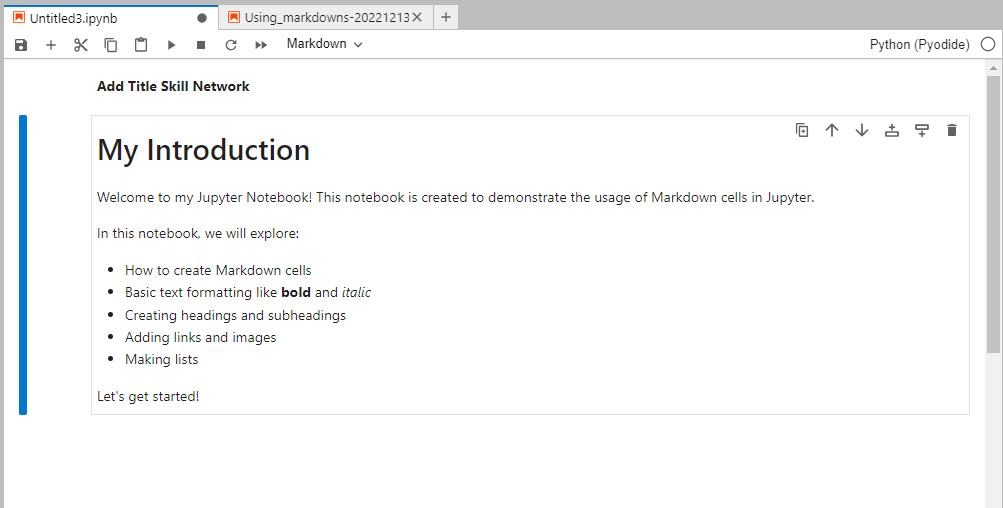 Untitled3.ipynb
Using_markdowns-20221213
Markdown
Python (Pyodide)
Add Title Skill Network
My Introduction
Welcome to my Jupyter Notebook! This notebook is created to demonstrate the usage of Markdown cells in Jupyter.
In this notebook, we will explore:
How to create Markdown cells
Basic text formatting like bold and italic
Creating headings and subheadings
Adding links and images
Making lists
Let's get started!